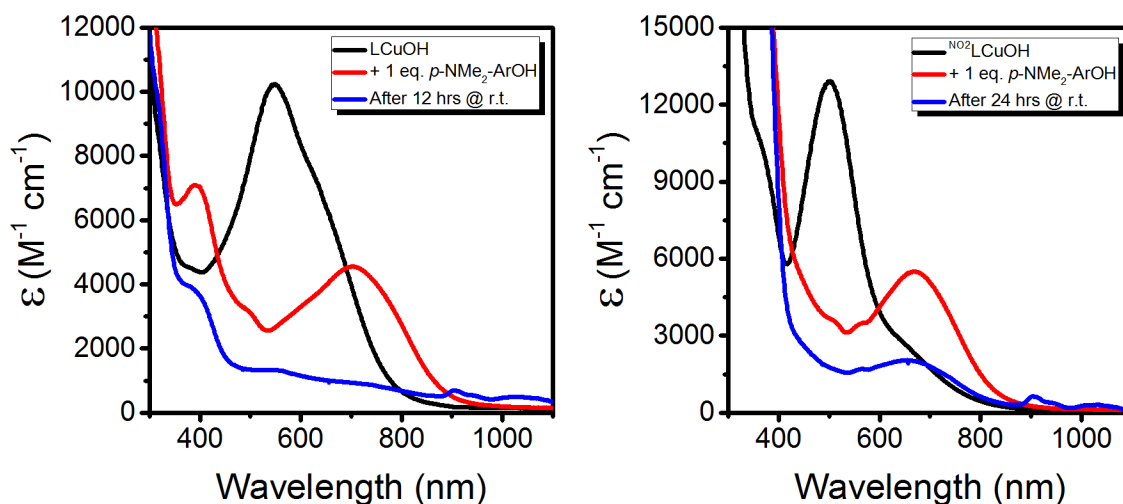 12000
10000
8000
6000
4000
2000
0
ε (M⁻¹ cm⁻¹)
LCuOH
+ 1 eq. p-NMe₂-ArOH
After 12 hrs @ r.t.
400 600 800 1000
Wavelength (nm)
15000
12000
9000
6000
3000
0
ε (M⁻¹ cm⁻¹)
ᴺᴼ²LCuOH
+ 1 eq. p-NMe₂-ArOH
After 24 hrs @ r.t.
400 600 800 1000
Wavelength (nm)